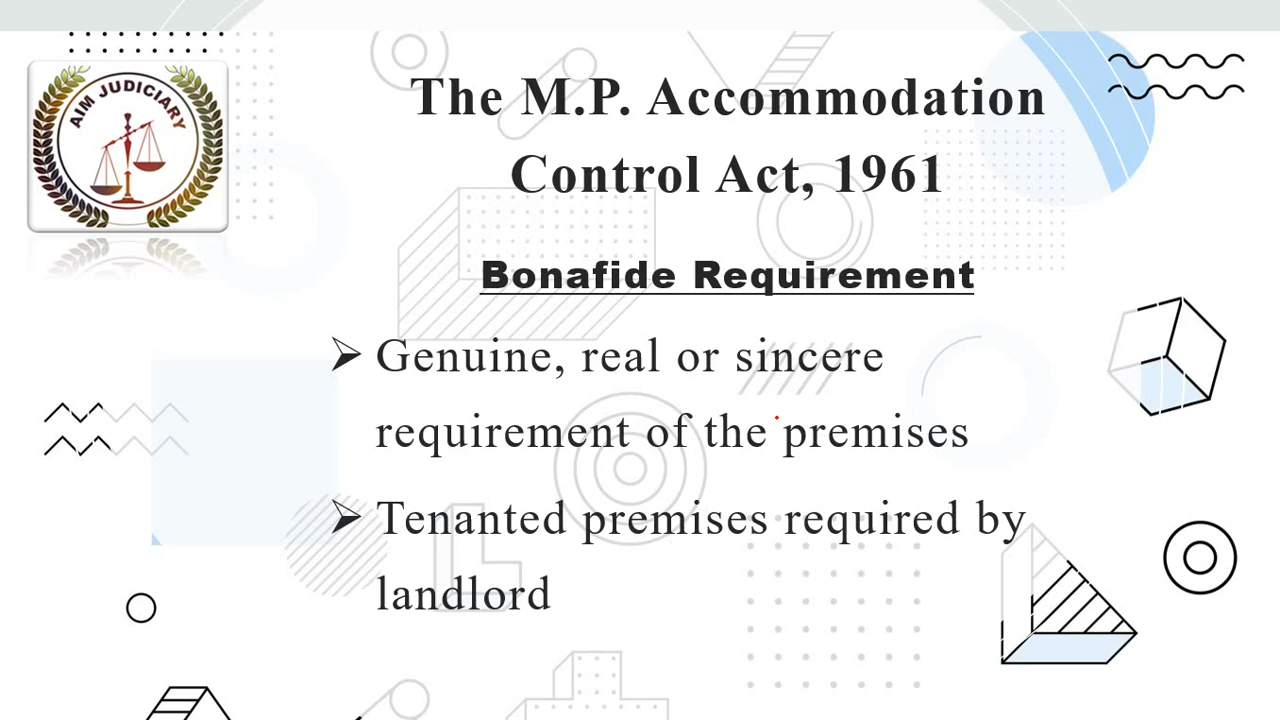 AIM JUDICIARY
The M.P. Accommodation
Control Act, 1961
Bonafide Requirement
➢ Genuine, real or sincere
requirement of the premises
➢ Tenanted premises required by
landlord